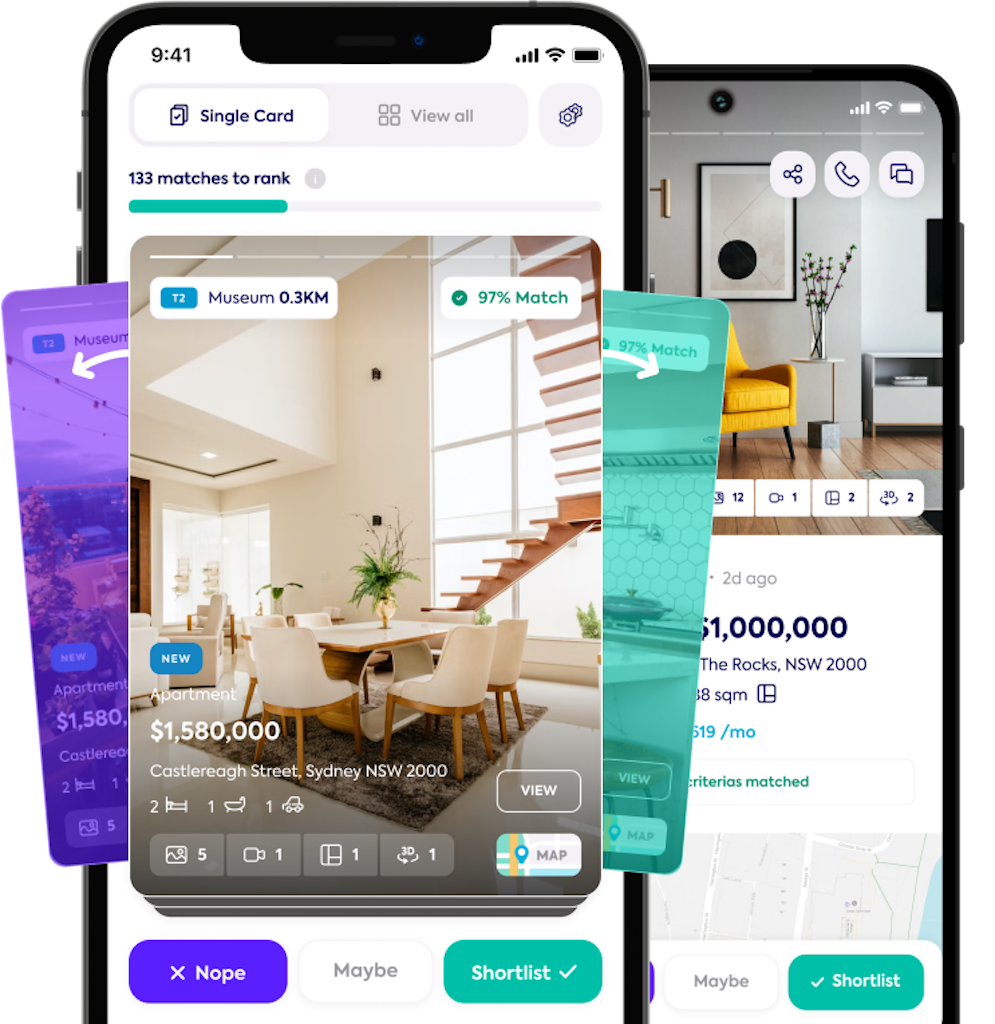 9:41
Single Card
View all
133 matches to rank
i
T2 Museum 0.3KM
97% Match
NEW
Apartment
$1,580,000
Castlereagh Street, Sydney NSW 2000
2 1 1
VIEW
5 1 1 3D 1
MAP
Nope
Maybe
Shortlist
T2 Museum
NEW
Apartment
$1,580,
Castlerea
2 1
5
97% Match
VIEW
MAP
12 1 2 3D 2
2d ago
$1,000,000
The Rocks, NSW 2000
38 sqm
519 /mo
criterias matched
Maybe
Shortlist